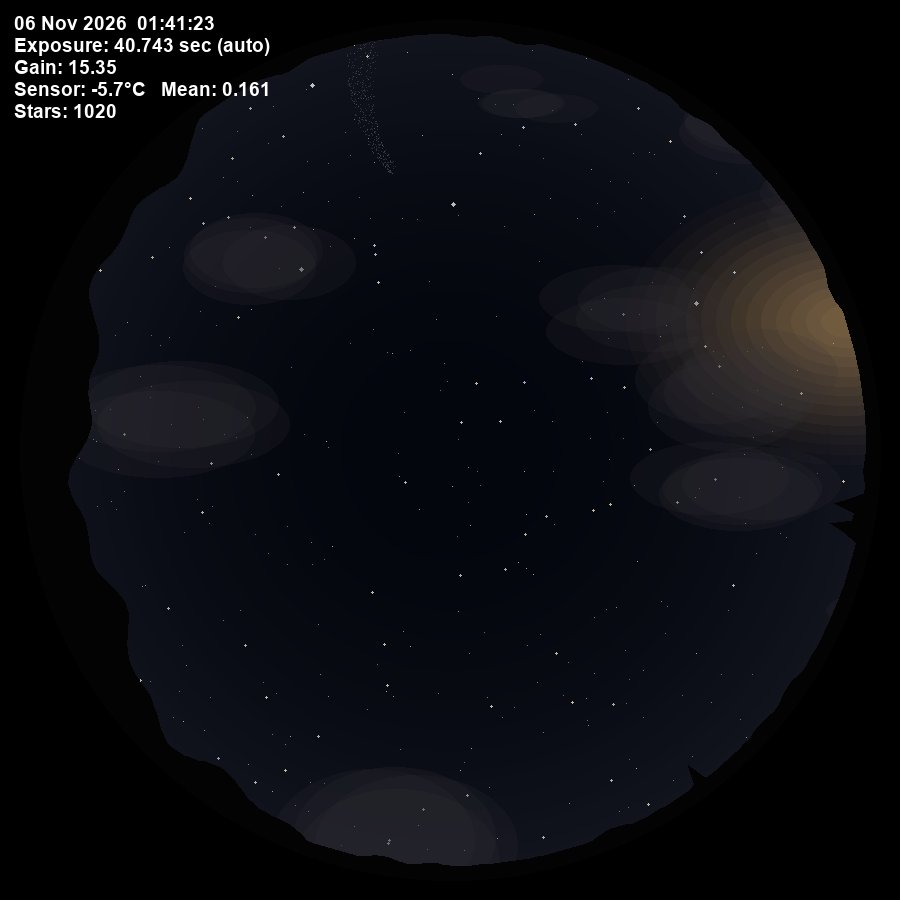 06 Nov 2026  01:41:23
Exposure: 40.743 sec (auto)
Gain: 15.35
Sensor: -5.7°C   Mean: 0.161
Stars: 1020